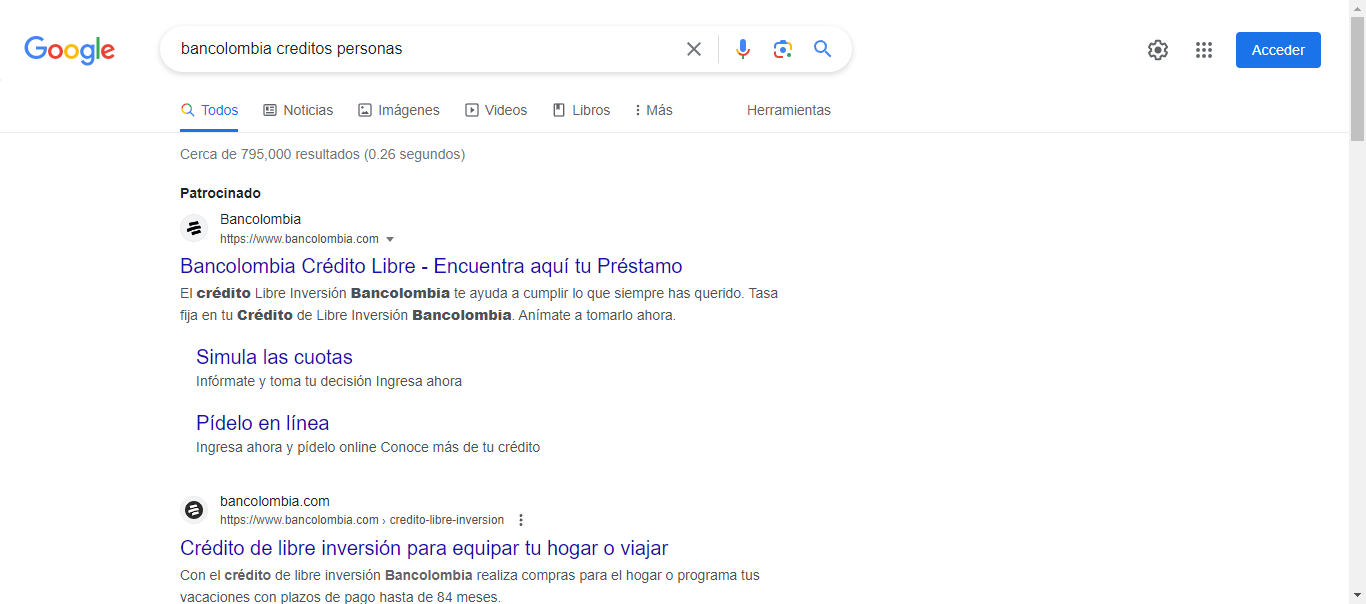 Google
bancolombia creditos personas
Acceder
Todos
Noticias
Imágenes
Videos
Libros
Más
Herramientas
Cerca de 795,000 resultados (0.26 segundos)
Patrocinado
Bancolombia
https://www.bancolombia.com
Bancolombia Crédito Libre - Encuentra aquí tu Préstamo
El crédito Libre Inversión Bancolombia te ayuda a cumplir lo que siempre has querido. Tasa
fija en tu Crédito de Libre Inversión Bancolombia. Anímate a tomarlo ahora.
Simula las cuotas
Infórmate y toma tu decisión Ingresa ahora
Pídelo en línea
Ingresa ahora y pídelo online Conoce más de tu crédito
bancolombia.com
https://www.bancolombia.com › credito-libre-inversion
Crédito de libre inversión para equipar tu hogar o viajar
Con el crédito de libre inversión Bancolombia realiza compras para el hogar o programa tus
vacaciones con plazos de pago hasta de 84 meses.